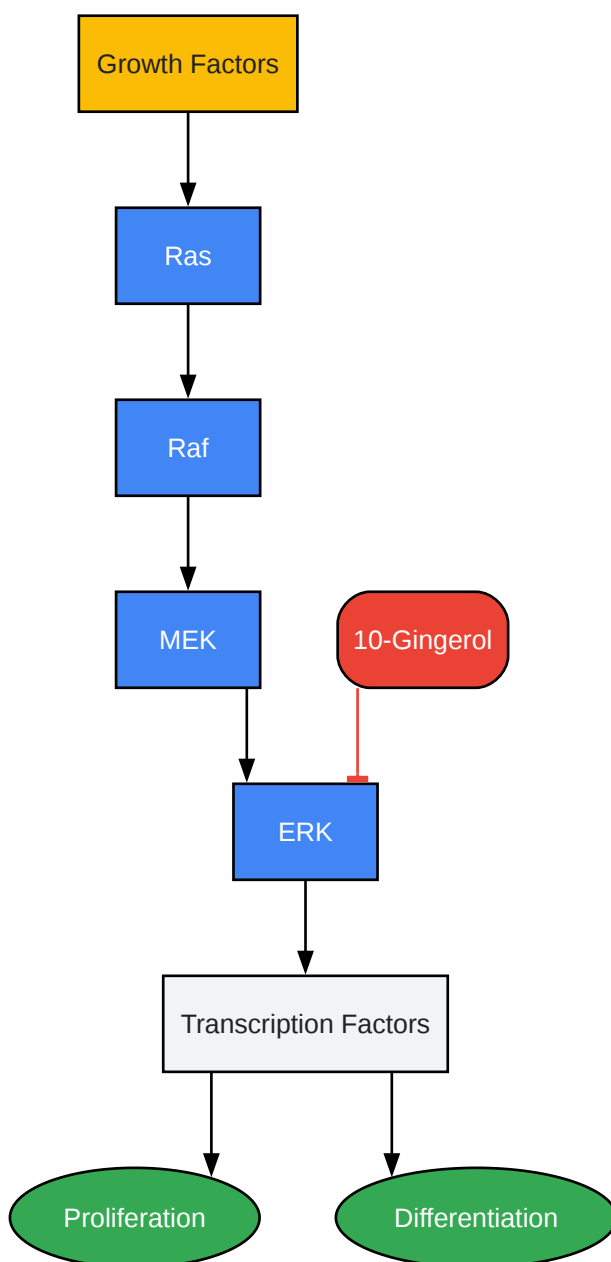 Growth Factors
Ras
Raf
MEK
10-Gingerol
ERK
Transcription Factors
Proliferation
Differentiation